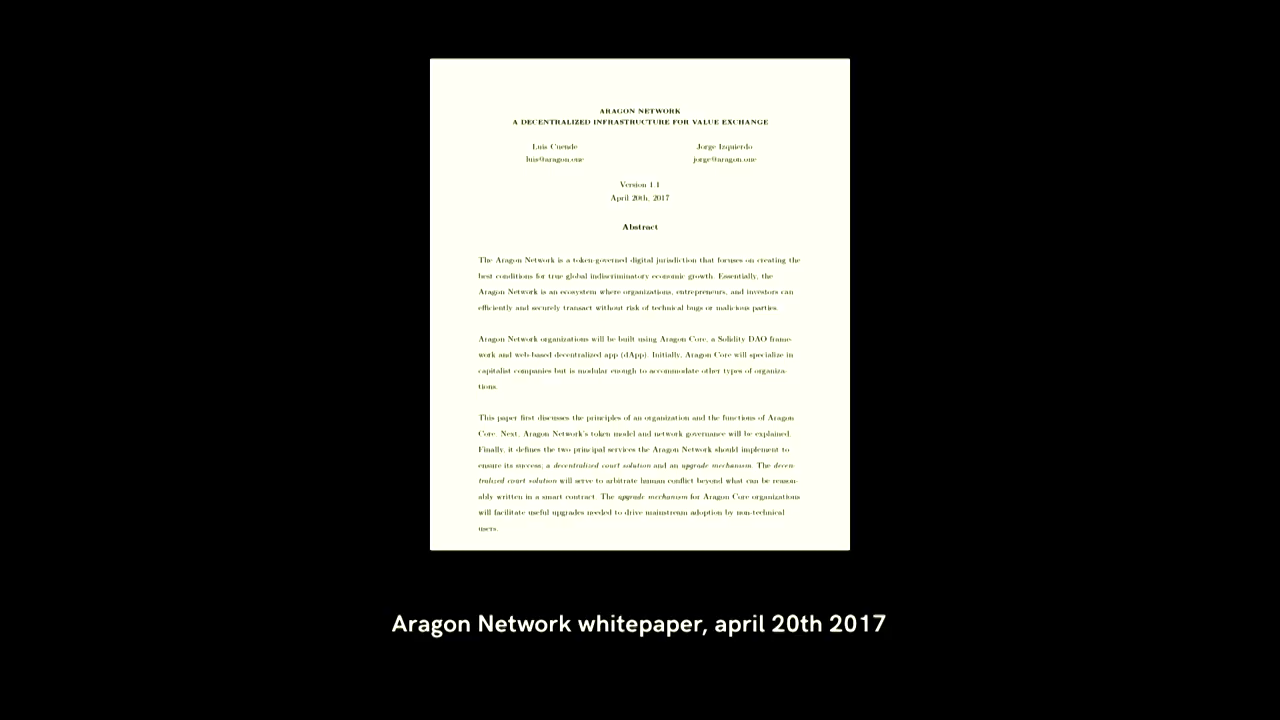 ARAGON NETWORK
A DECENTRALIZED INFRASTRUCTURE FOR VALUE EXCHANGE
Luis Cuende Jorge Izquierdo
luis@aragon.one jorge@aragon.one
Version 1.1
April 20th, 2017
Abstract
The Aragon Network is a token-governed digital jurisdiction that focuses on creating the
best conditions for true global indiscriminatory economic growth. Essentially, the
Aragon Network is an ecosystem where organizations, entrepreneurs, and investors can
efficiently and securely transact without risk of technical bugs or malicious parties.
Aragon Network organizations will be built using Aragon Core, a Solidity DAO frame-
work and web-based decentralized app (dApp). Initially, Aragon Core will specialize in
capitalist companies but is modular enough to accommodate other types of organiza-
tions.
This paper first discusses the principles of an organization and the functions of Aragon
Core. Next, Aragon Network's token model and network governance will be explained.
Finally, it defines the two principal services the Aragon Network should implement to
ensure its success; a decentralized court solution and an upgrade mechanism. The decen-
tralized court solution will serve to arbitrate human conflict beyond what can be reason-
ably written in a smart contract. The upgrade mechanism for Aragon Core organizations
will facilitate useful upgrades needed to drive mainstream adoption by non-technical
users.
Aragon Network whitepaper, april 20th 2017